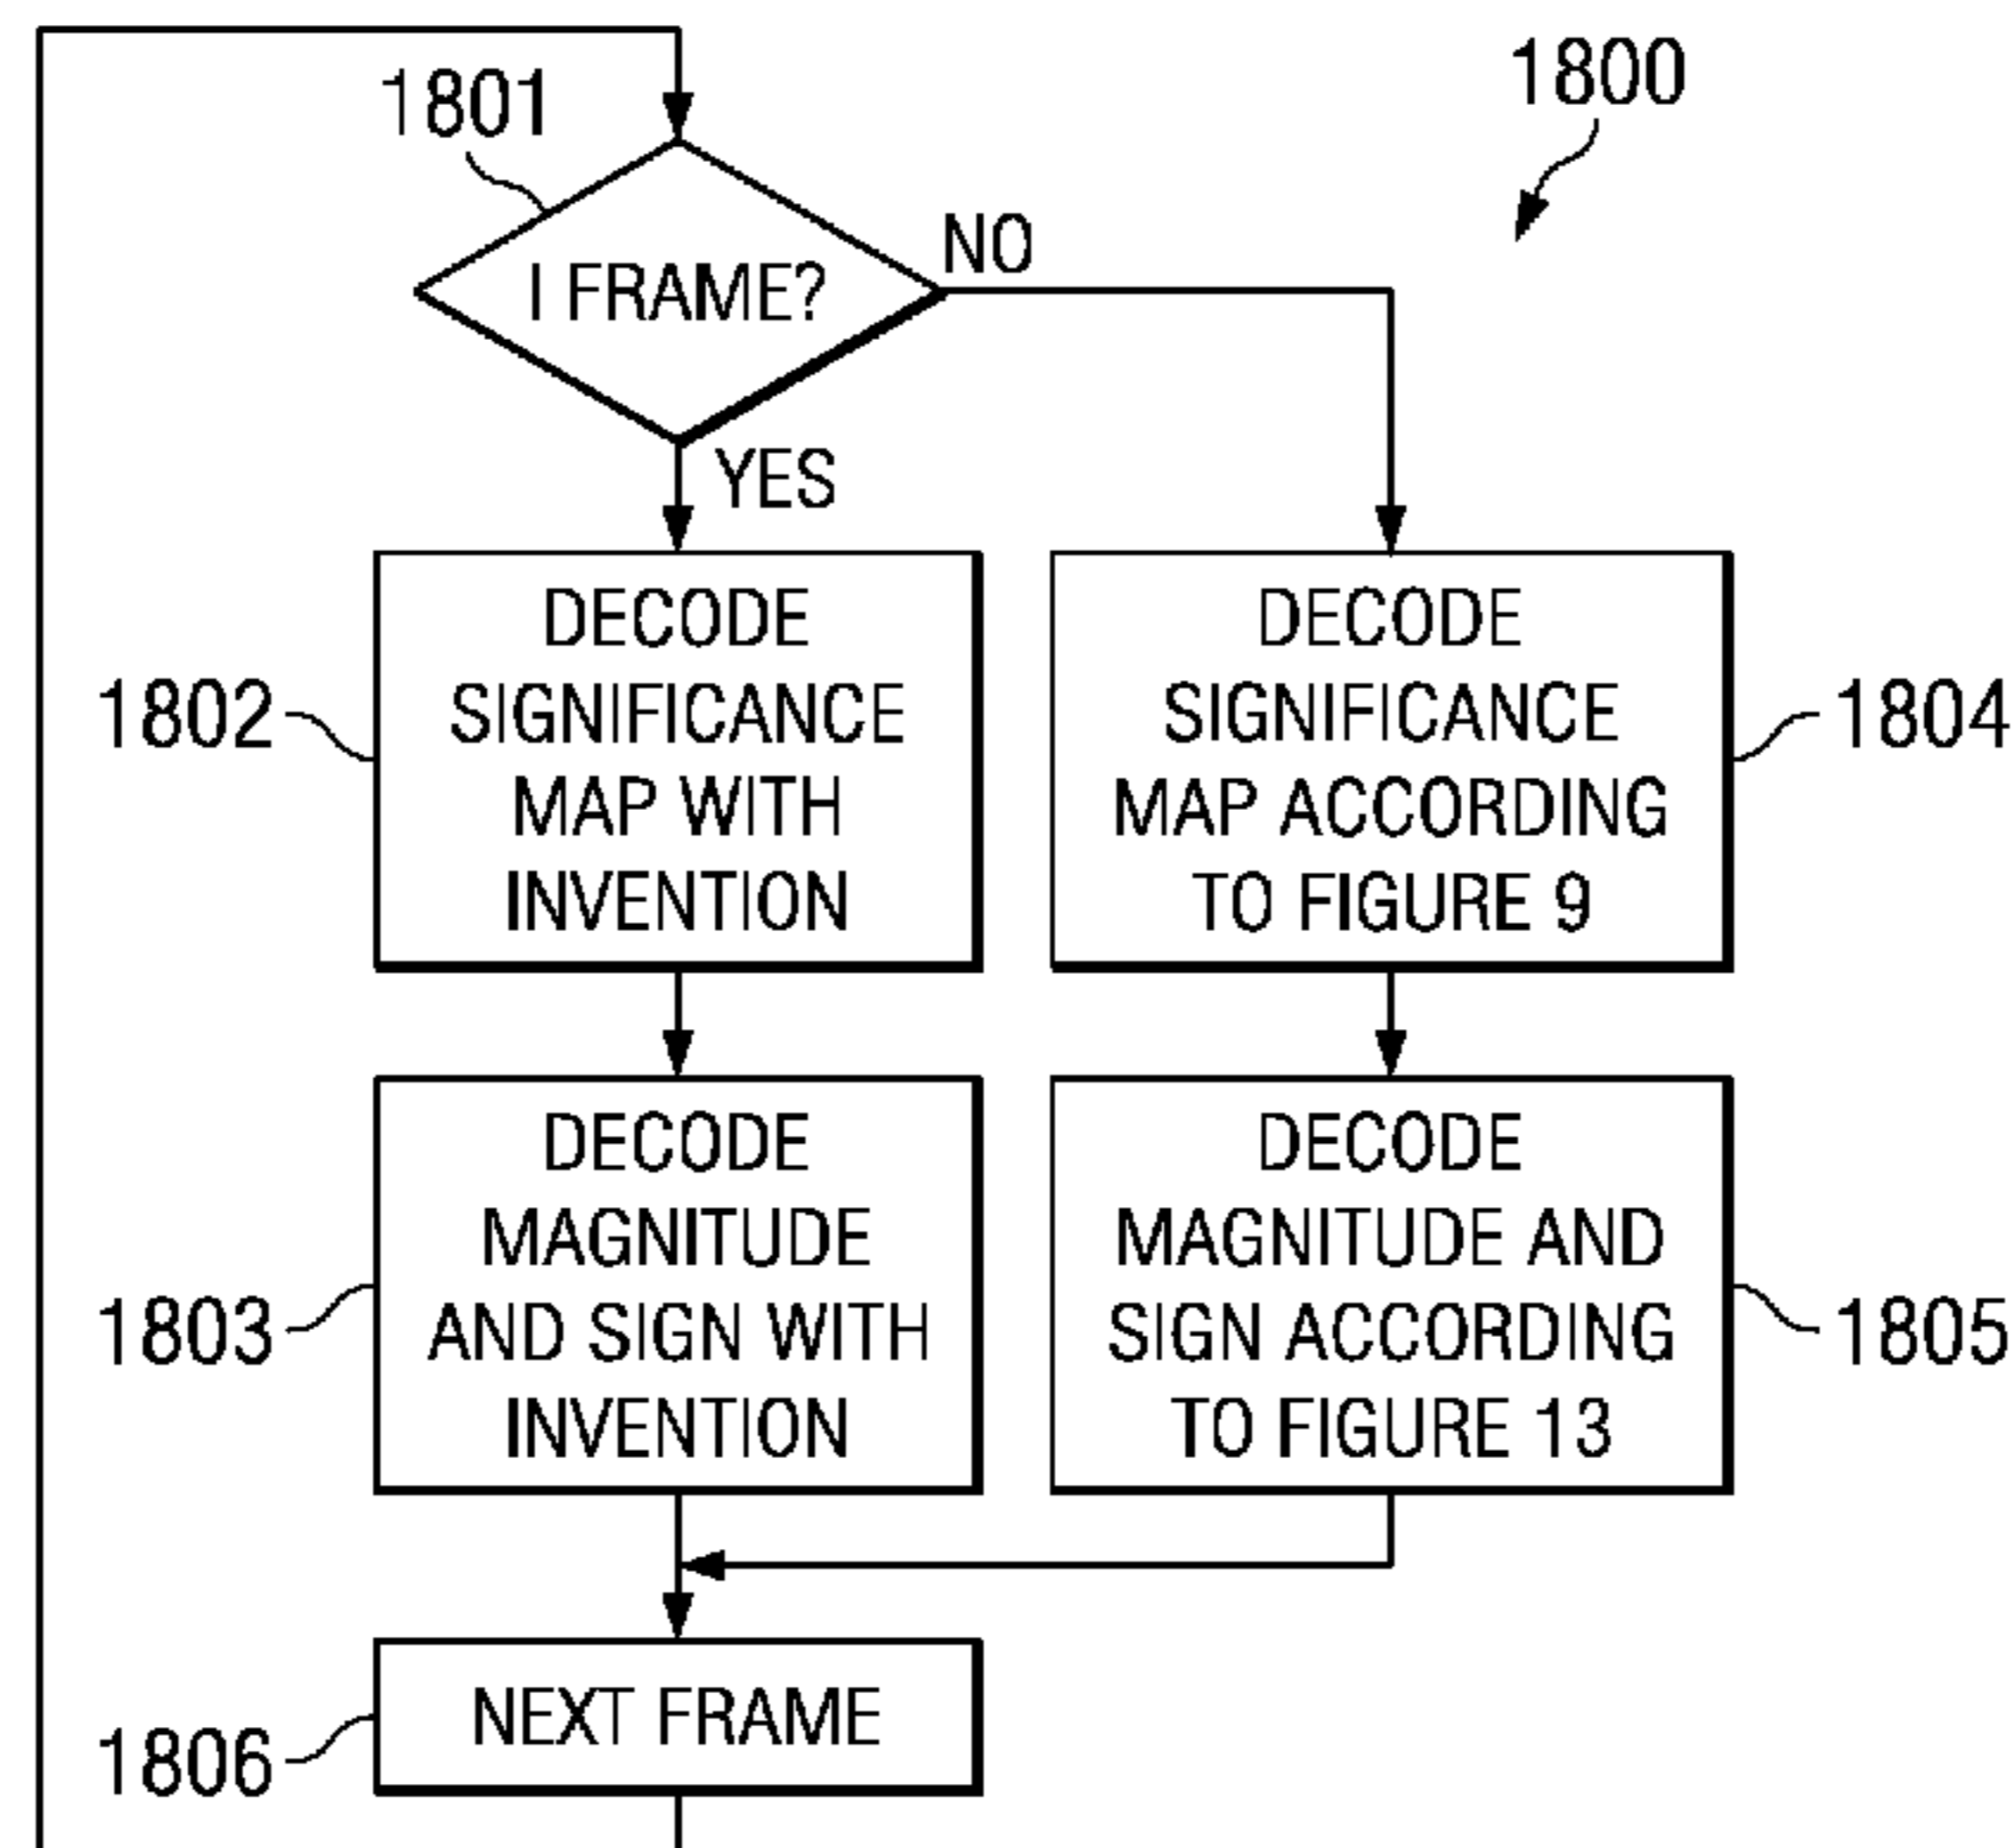 1800
1801
I FRAME?
NO
YES
1802
DECODE
SIGNIFICANCE
MAP WITH
INVENTION
DECODE
SIGNIFICANCE
MAP ACCORDING
TO FIGURE 9
1804
1803
DECODE
MAGNITUDE
AND SIGN WITH
INVENTION
DECODE
MAGNITUDE AND
SIGN ACCORDING
TO FIGURE 13
1805
1806
NEXT FRAME